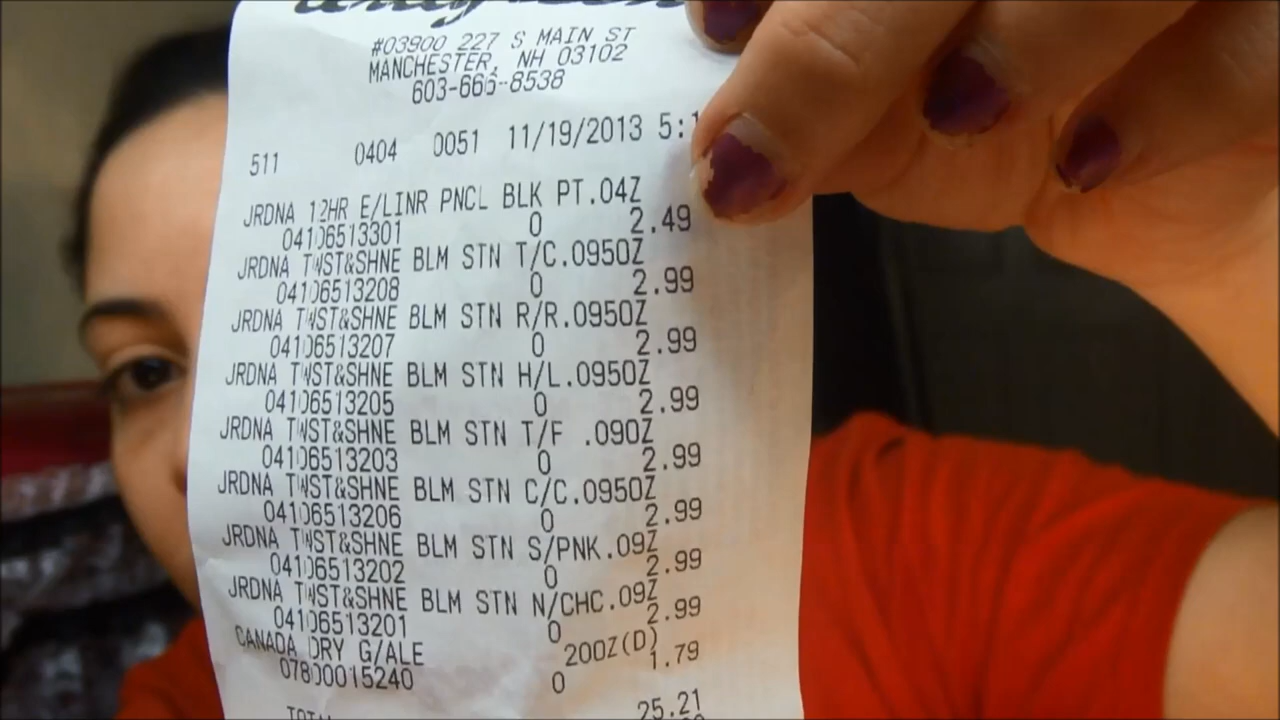 #03900 227 S MAIN ST
MANCHESTER, NH 03102
603-666-8538
511 0404 0051 11/19/2013 5:1
JRDNA 12HR E/LINR PNCL BLK PT.04Z
04106513301 0 2.49
JRDNA TWST&SHNE BLM STN T/C.095OZ
04106513208 0 2.99
JRDNA TWST&SHNE BLM STN R/R.095OZ
04106513207 0 2.99
JRDNA TWST&SHNE BLM STN H/L.095OZ
04106513205 0 2.99
JRDNA TWST&SHNE BLM STN T/F .09OZ
04106513203 0 2.99
JRDNA TWST&SHNE BLM STN C/C.095OZ
04106513206 0 2.99
JRDNA TWST&SHNE BLM STN S/PNK.09Z
04106513202 0 2.99
JRDNA TWST&SHNE BLM STN N/CHC.09Z
04106513201 0 2.99
CANADA DRY G/ALE 20OZ(D)
07800015240 0 1.79
25.21